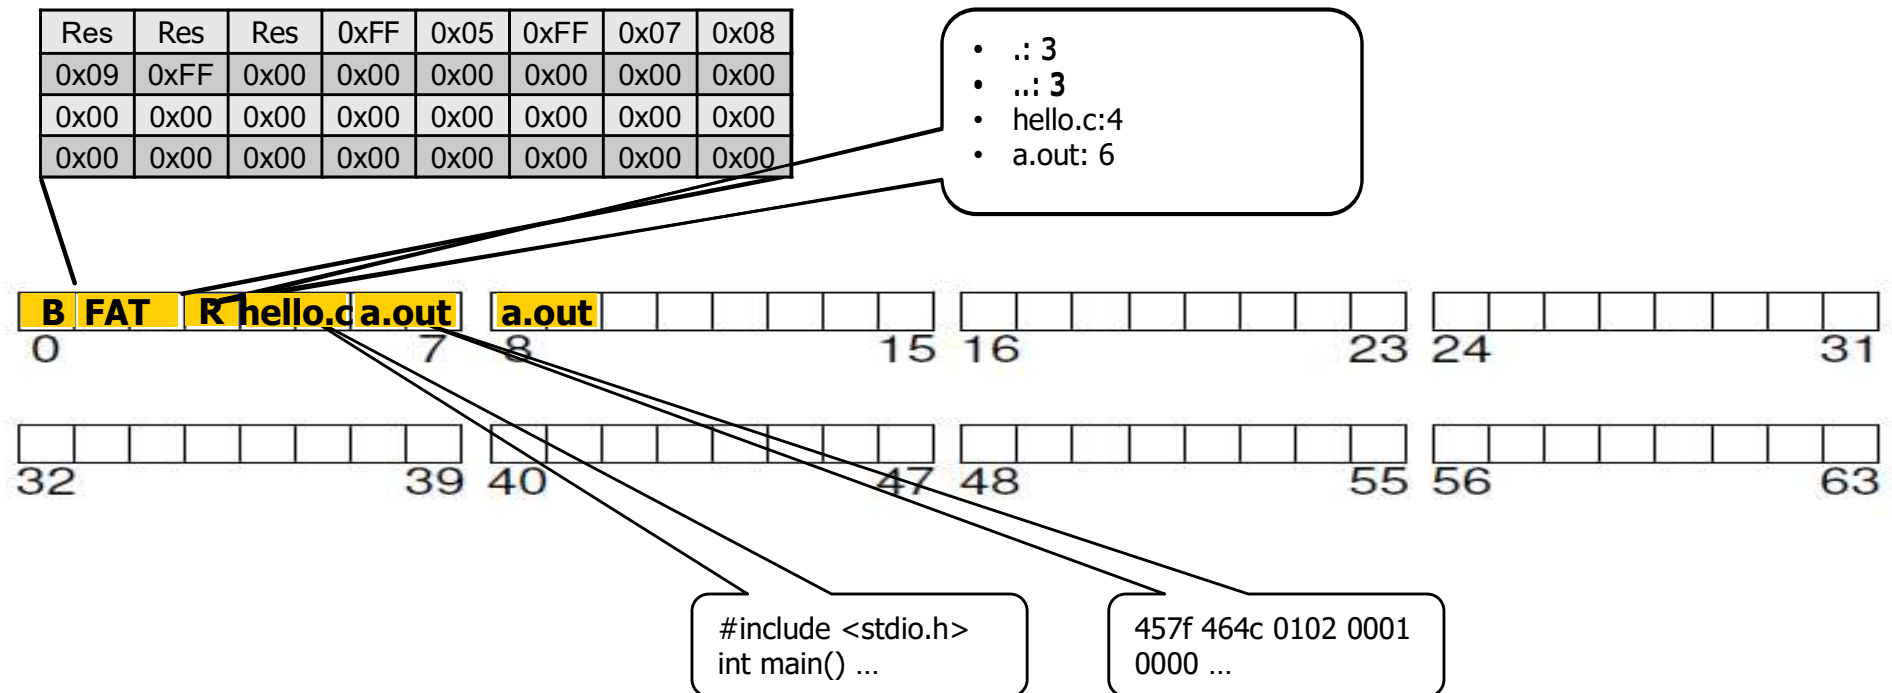 Res Res Res 0xFF 0x05 0xFF 0x07 0x08
0x09 0xFF 0x00 0x00 0x00 0x00 0x00 0x00
0x00 0x00 0x00 0x00 0x00 0x00 0x00 0x00
0x00 0x00 0x00 0x00 0x00 0x00 0x00 0x00
• .: 3
• ..: 3
• hello.c:4
• a.out: 6
B FAT R hello.c a.out a.out
0 7 8 15 16 23 24 31
32 39 40 47 48 55 56 63
#include <stdio.h>
int main() …
457f 464c 0102 0001
0000 …